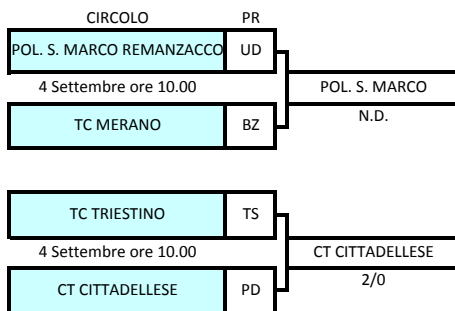 CIRCOLO PR
POL. S. MARCO REMANZACCO UD
4 Settembre ore 10.00 POL. S. MARCO
N.D.
TC MERANO BZ
TC TRIESTINO TS
4 Settembre ore 10.00 CT CITTADELLESE
2/0
CT CITTADELLESE PD